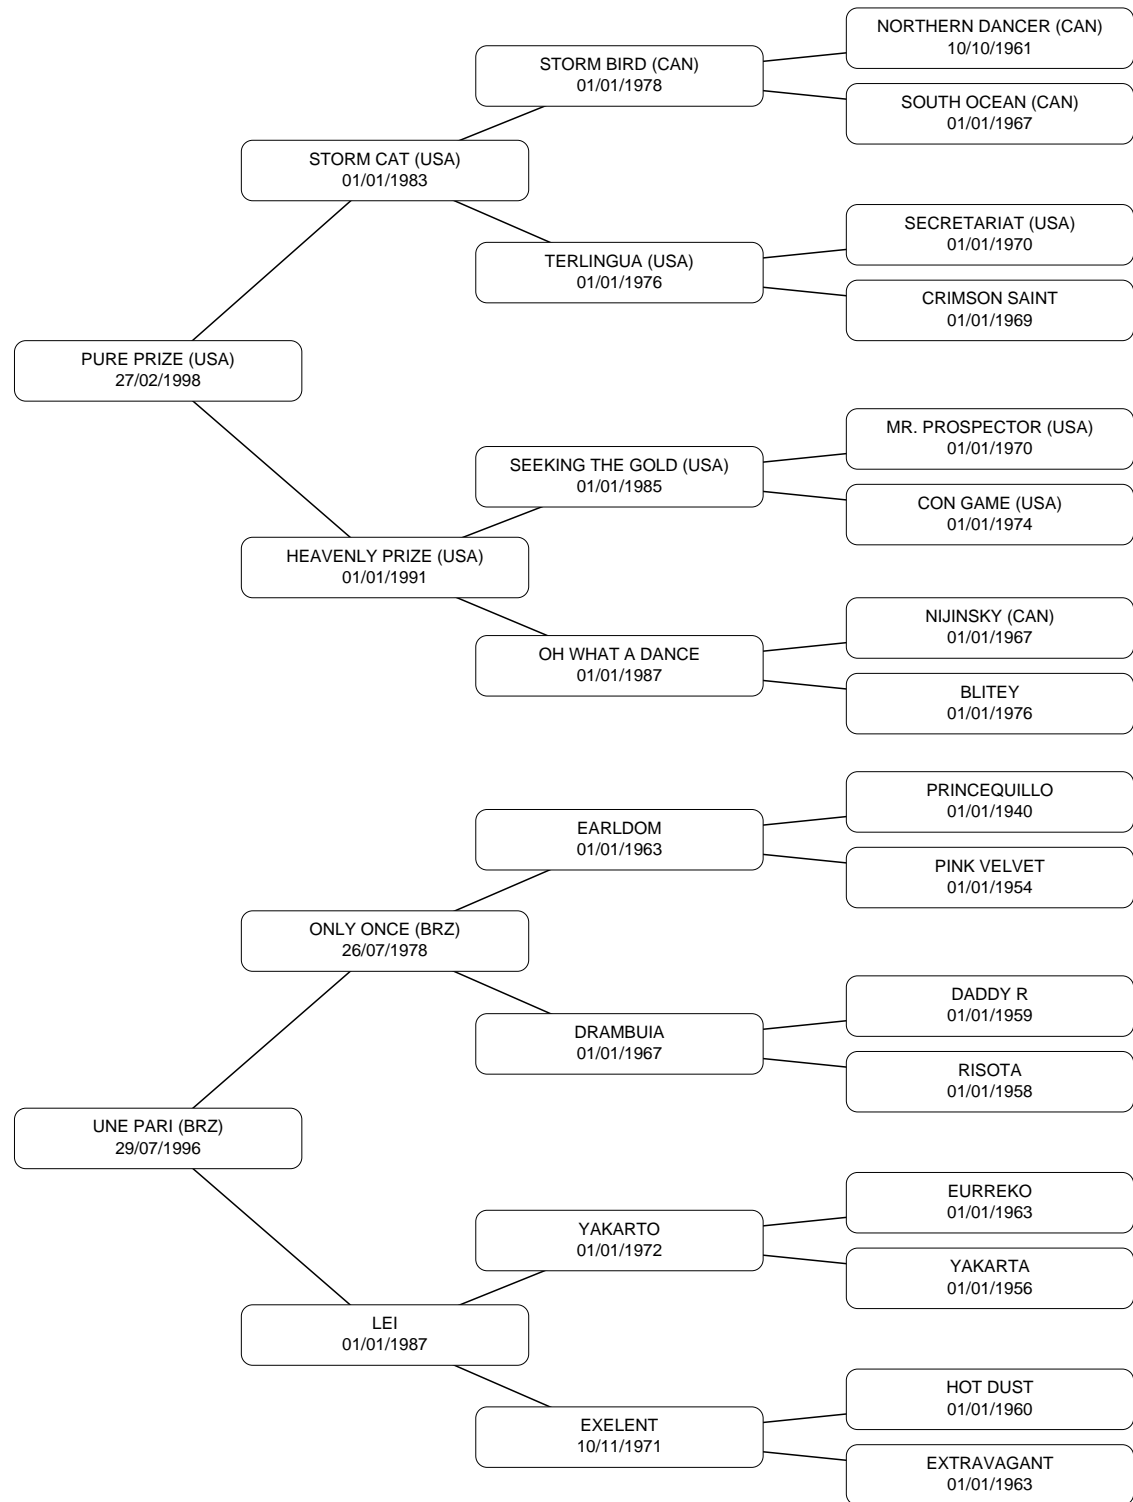 NORTHERN DANCER (CAN)
10/10/1961
STORM BIRD (CAN)
01/01/1978
SOUTH OCEAN (CAN)
01/01/1967
STORM CAT (USA)
01/01/1983
SECRETARIAT (USA)
01/01/1970
TERLINGUA (USA)
01/01/1976
CRIMSON SAINT
01/01/1969
PURE PRIZE (USA)
27/02/1998
MR. PROSPECTOR (USA)
01/01/1970
SEEKING THE GOLD (USA)
01/01/1985
CON GAME (USA)
01/01/1974
HEAVENLY PRIZE (USA)
01/01/1991
NIJINSKY (CAN)
01/01/1967
OH WHAT A DANCE
01/01/1987
BLITEY
01/01/1976
PRINCEQUILLO
01/01/1940
EARLDOM
01/01/1963
PINK VELVET
01/01/1954
ONLY ONCE (BRZ)
26/07/1978
DADDY R
01/01/1959
DRAMBUIA
01/01/1967
RISOTA
01/01/1958
UNE PARI (BRZ)
29/07/1996
EURREKO
01/01/1963
YAKARTO
01/01/1972
YAKARTA
01/01/1956
LEI
01/01/1987
HOT DUST
01/01/1960
EXELENT
10/11/1971
EXTRAVAGANT
01/01/1963